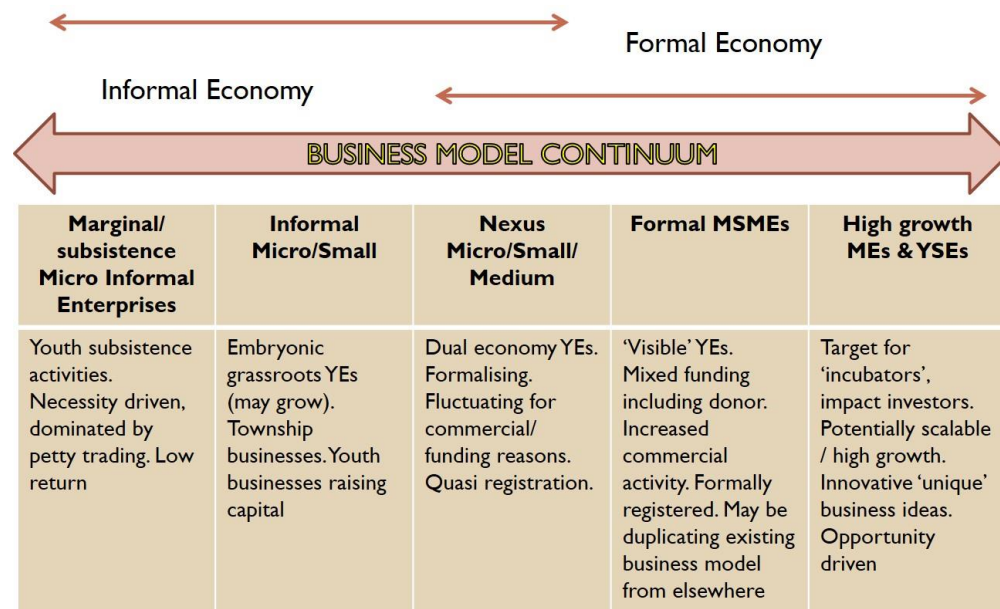 Formal Economy
Informal Economy
BUSINESS MODEL CONTINUUM
Marginal/
subsistence
Micro Informal
Enterprises
Informal
Micro/Small
Nexus
Micro/Small/
Medium
Formal MSMEs
High growth
MEs & YSEs
Youth subsistence
activities.
Necessity driven,
dominated by
petty trading. Low
return
Embryonic
grassroots YEs
(may grow).
Township
businesses. Youth
businesses raising
capital
Dual economy YEs.
Formalising.
Fluctuating for
commercial/
funding reasons.
Quasi registration.
‘Visible’ YEs.
Mixed funding
including donor.
Increased
commercial
activity. Formally
registered. May be
duplicating existing
business model
from elsewhere
Target for
‘incubators’,
impact investors.
Potentially scalable
/ high growth.
Innovative ‘unique’
business ideas.
Opportunity
driven